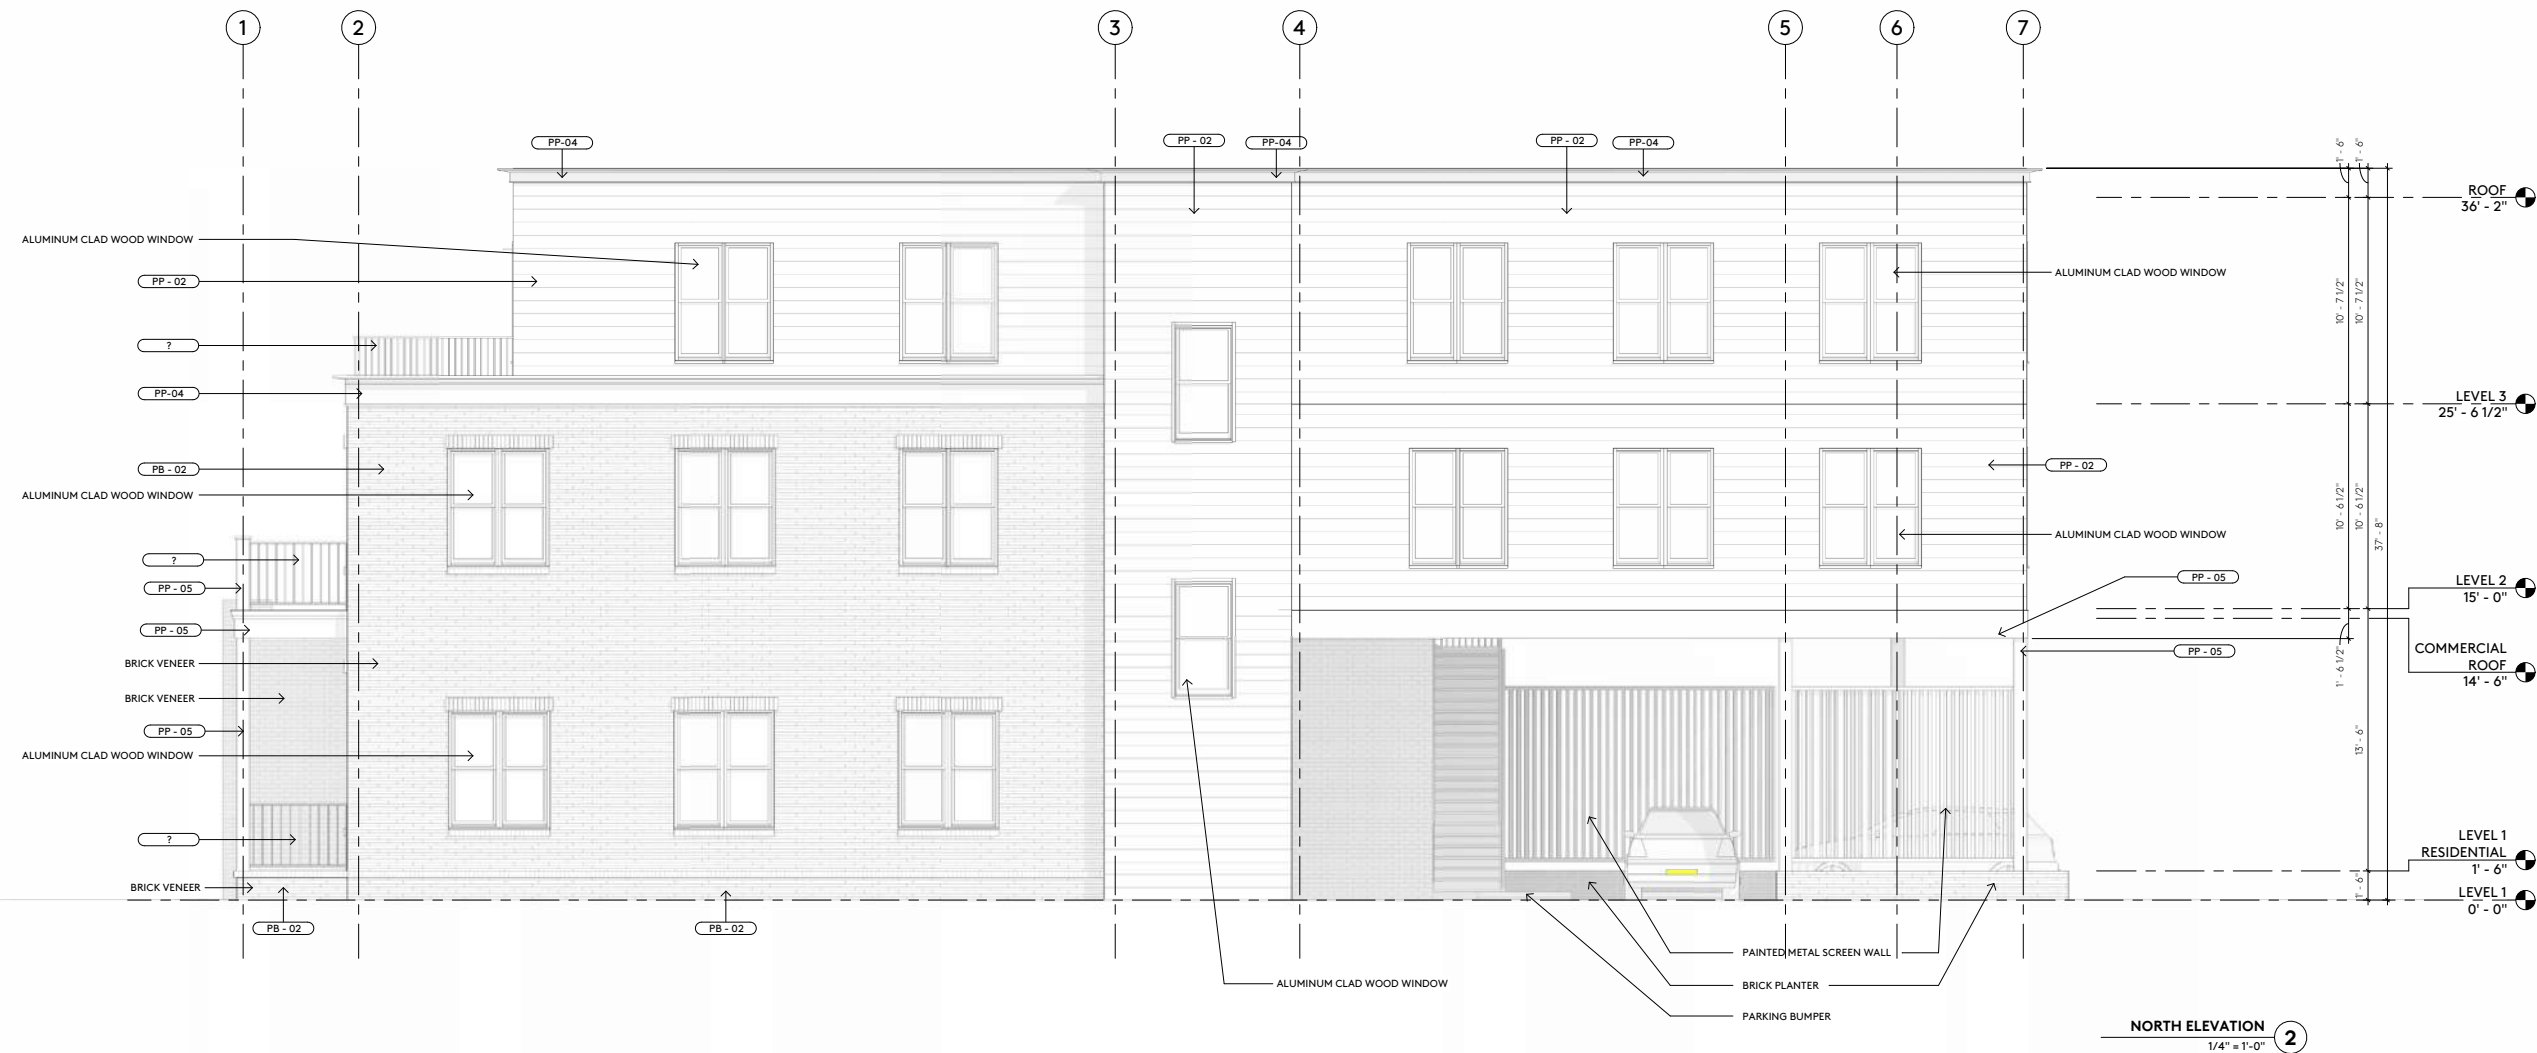 1 2 3 4 5 6 7
PP-04
PP - 02
PP-04
PP - 02
PP-04
1' - 6"
1' - 6"
ROOF
36' - 2"
ALUMINUM CLAD WOOD WINDOW
PP - 02
ALUMINUM CLAD WOOD WINDOW
10' - 7 1/2"
10' - 7 1/2"
?
PP-04
LEVEL 3
25' - 6 1/2"
PB - 02
PP - 02
ALUMINUM CLAD WOOD WINDOW
10' - 6 1/2"
10' - 6 1/2"
37' - 8"
ALUMINUM CLAD WOOD WINDOW
?
PP - 05
PP - 05
LEVEL 2
15' - 0"
PP - 05
PP - 05
COMMERCIAL
ROOF
14' - 6"
BRICK VENEER
1' - 6 1/2"
BRICK VENEER
PP - 05
13' - 6"
ALUMINUM CLAD WOOD WINDOW
?
LEVEL 1
RESIDENTIAL
1' - 6"
BRICK VENEER
1' - 6"
LEVEL 1
0' - 0"
PB - 02
PB - 02
PAINTED METAL SCREEN WALL
ALUMINUM CLAD WOOD WINDOW
BRICK PLANTER
PARKING BUMPER
NORTH ELEVATION
1/4" = 1'-0"
2